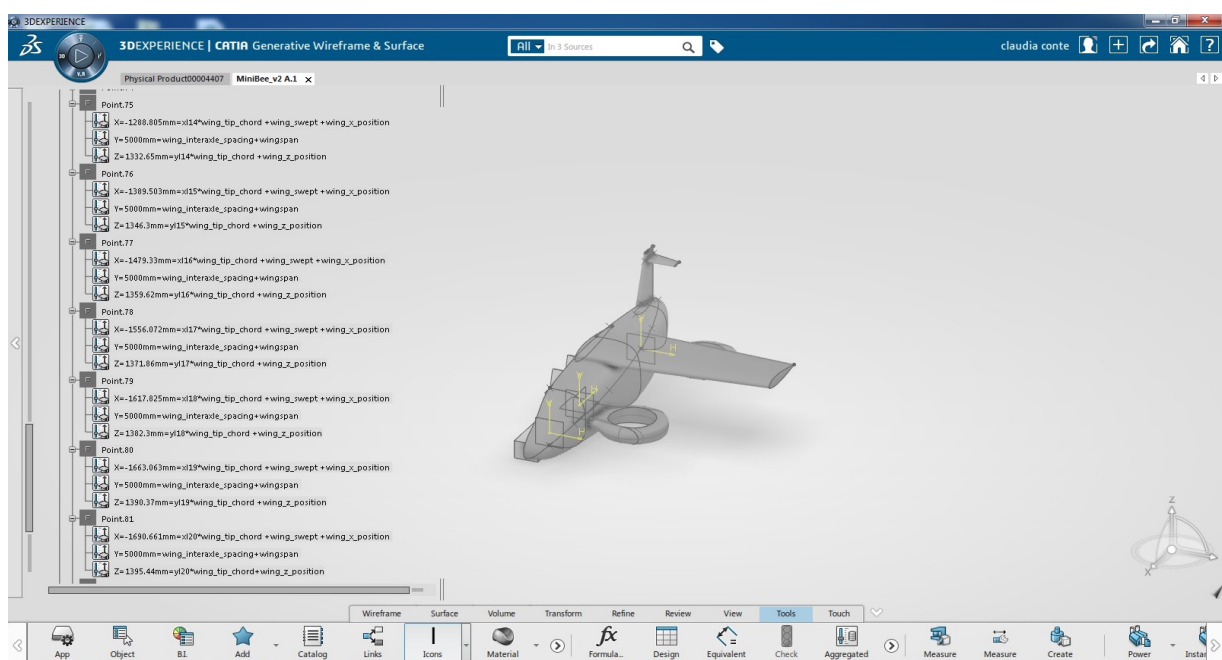 3DEXPERIENCE
3DEXPERIENCE | CATIA Generative Wireframe & Surface
All In 3 Sources
claudia conte
3D
V.R
Physical Product00004407 MiniBee_v2 A.1 x
Point.75
X=-1288.805mm=xl14*wing_tip_chord +wing_swept +wing_x_position
Y=5000mm=wing_interaxle_spacing+wingspan
Z=1332.65mm=yl14*wing_tip_chord +wing_z_position
Point.76
X=-1389.503mm=xl15*wing_tip_chord +wing_swept +wing_x_position
Y=5000mm=wing_interaxle_spacing+wingspan
Z=1346.3mm=yl15*wing_tip_chord +wing_z_position
Point.77
X=-1479.33mm=xl16*wing_tip_chord +wing_swept +wing_x_position
Y=5000mm=wing_interaxle_spacing+wingspan
Z=1359.62mm=yl16*wing_tip_chord +wing_z_position
Point.78
X=-1556.072mm=xl17*wing_tip_chord +wing_swept +wing_x_position
Y=5000mm=wing_interaxle_spacing+wingspan
Z=1371.86mm=yl17*wing_tip_chord +wing_z_position
Point.79
X=-1617.825mm=xl18*wing_tip_chord +wing_swept +wing_x_position
Y=5000mm=wing_interaxle_spacing+wingspan
Z=1382.3mm=yl18*wing_tip_chord +wing_z_position
Point.80
X=-1663.063mm=xl19*wing_tip_chord +wing_swept +wing_x_position
Y=5000mm=wing_interaxle_spacing+wingspan
Z=1390.37mm=yl19*wing_tip_chord +wing_z_position
Point.81
X=-1690.661mm=xl20*wing_tip_chord +wing_swept +wing_x_position
Y=5000mm=wing_interaxle_spacing+wingspan
Z=1395.44mm=yl20*wing_tip_chord+wing_z_position
V
H
V
H
V
H
Z
X
Wireframe Surface Volume Transform Refine Review View Tools Touch
App Object B.I. Add Catalog Links Icons Material Formula... Design Equivalent Check Aggregated Measure Measure Create Power Instan